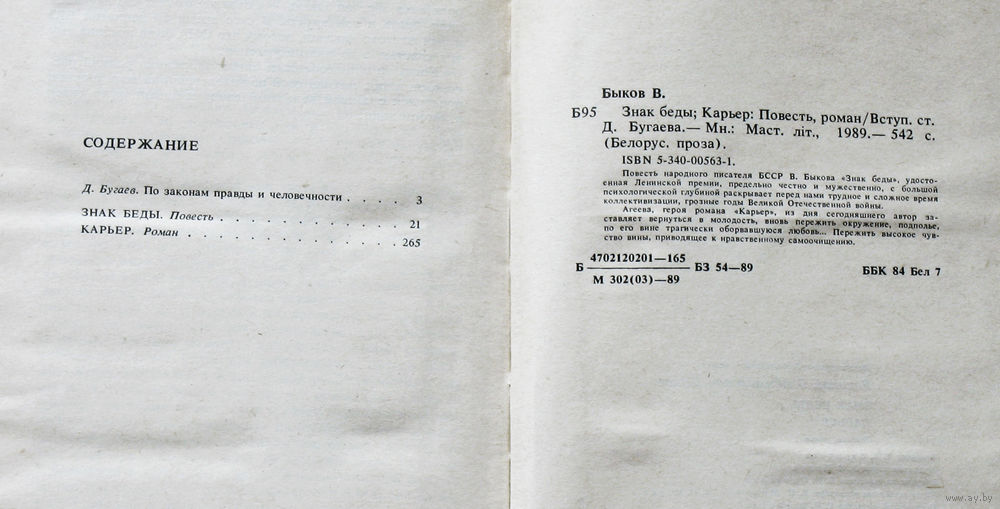 СОДЕРЖАНИЕ
Д. Бугаев. По законам правды и человечности . . . . 3
ЗНАК БЕДЫ. Повесть . . . . . . . . . . 21
КАРЬЕР. Роман . . . . . . . . . . . . 265
Быков В.
Б95 Знак беды; Карьер: Повесть, роман/Вступ. ст.
Д. Бугаева.— Мн.: Маст. літ., 1989.— 542 с.
(Белорус. проза).
ISBN 5-340-00563-1.
Повесть народного писателя БССР В. Быкова «Знак беды», удосто-
енная Ленинской премии, предельно честно и мужественно, с большой
психологической глубиной раскрывает перед нами трудное и сложное время
коллективизации, грозные годы Великой Отечественной войны.
Агеева, героя романа «Карьер», из дня сегодняшнего автор за-
ставляет вернуться в молодость, вновь пережить окружение, подполье,
по его вине трагически оборвавшуюся любовь... Пережить высокое чув-
ство вины, приводящее к нравственному самоочищению.
4702120201—165
Б БЗ 54—89 ББК 84 Бел 7
М 302(03)—89
www.ay.by